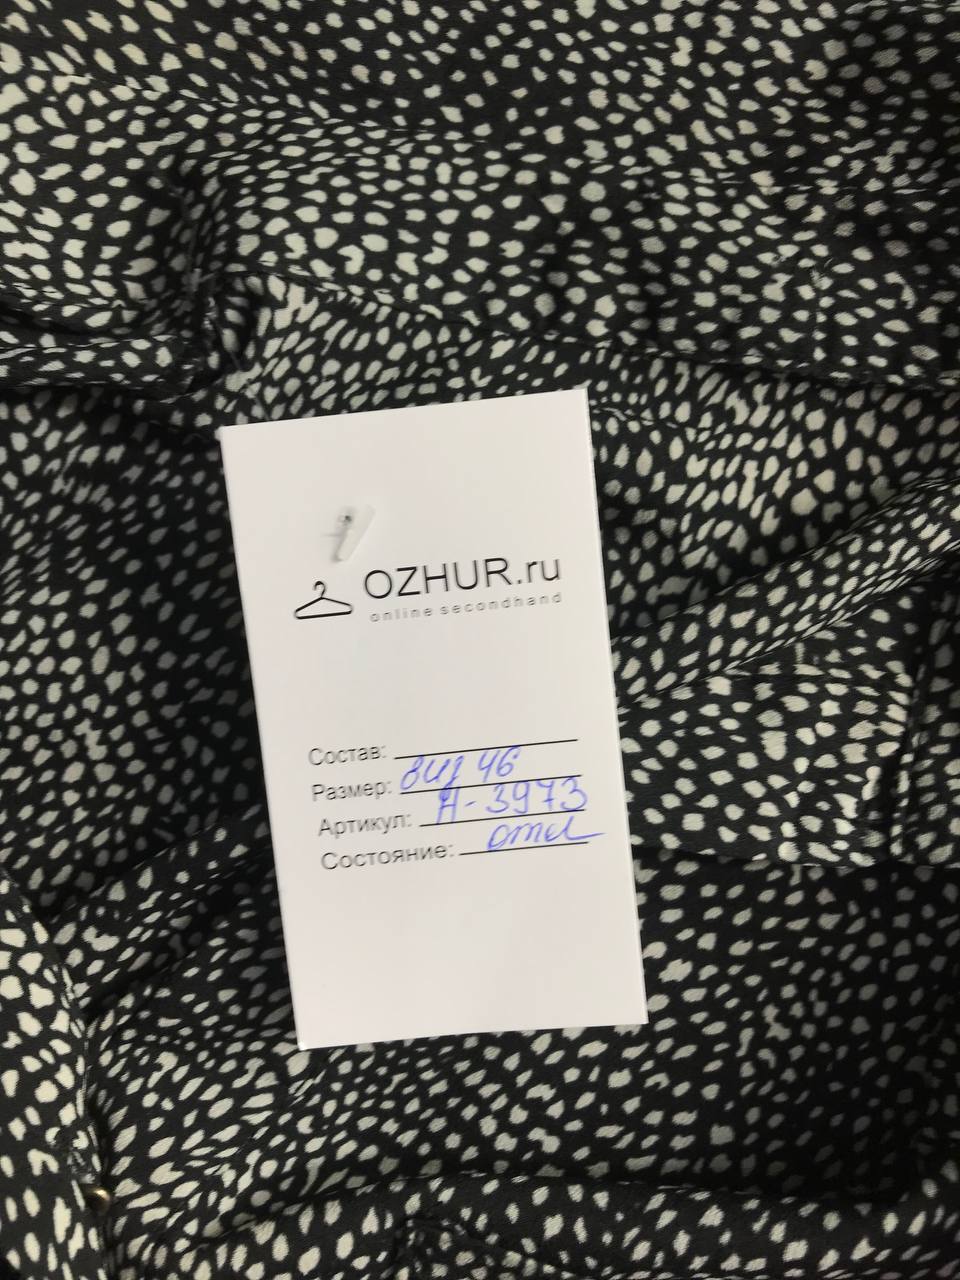 OZHUR.ru
online secondhand
Состав:
Размер: виз 46
Артикул: Н-3973
Состояние: отл